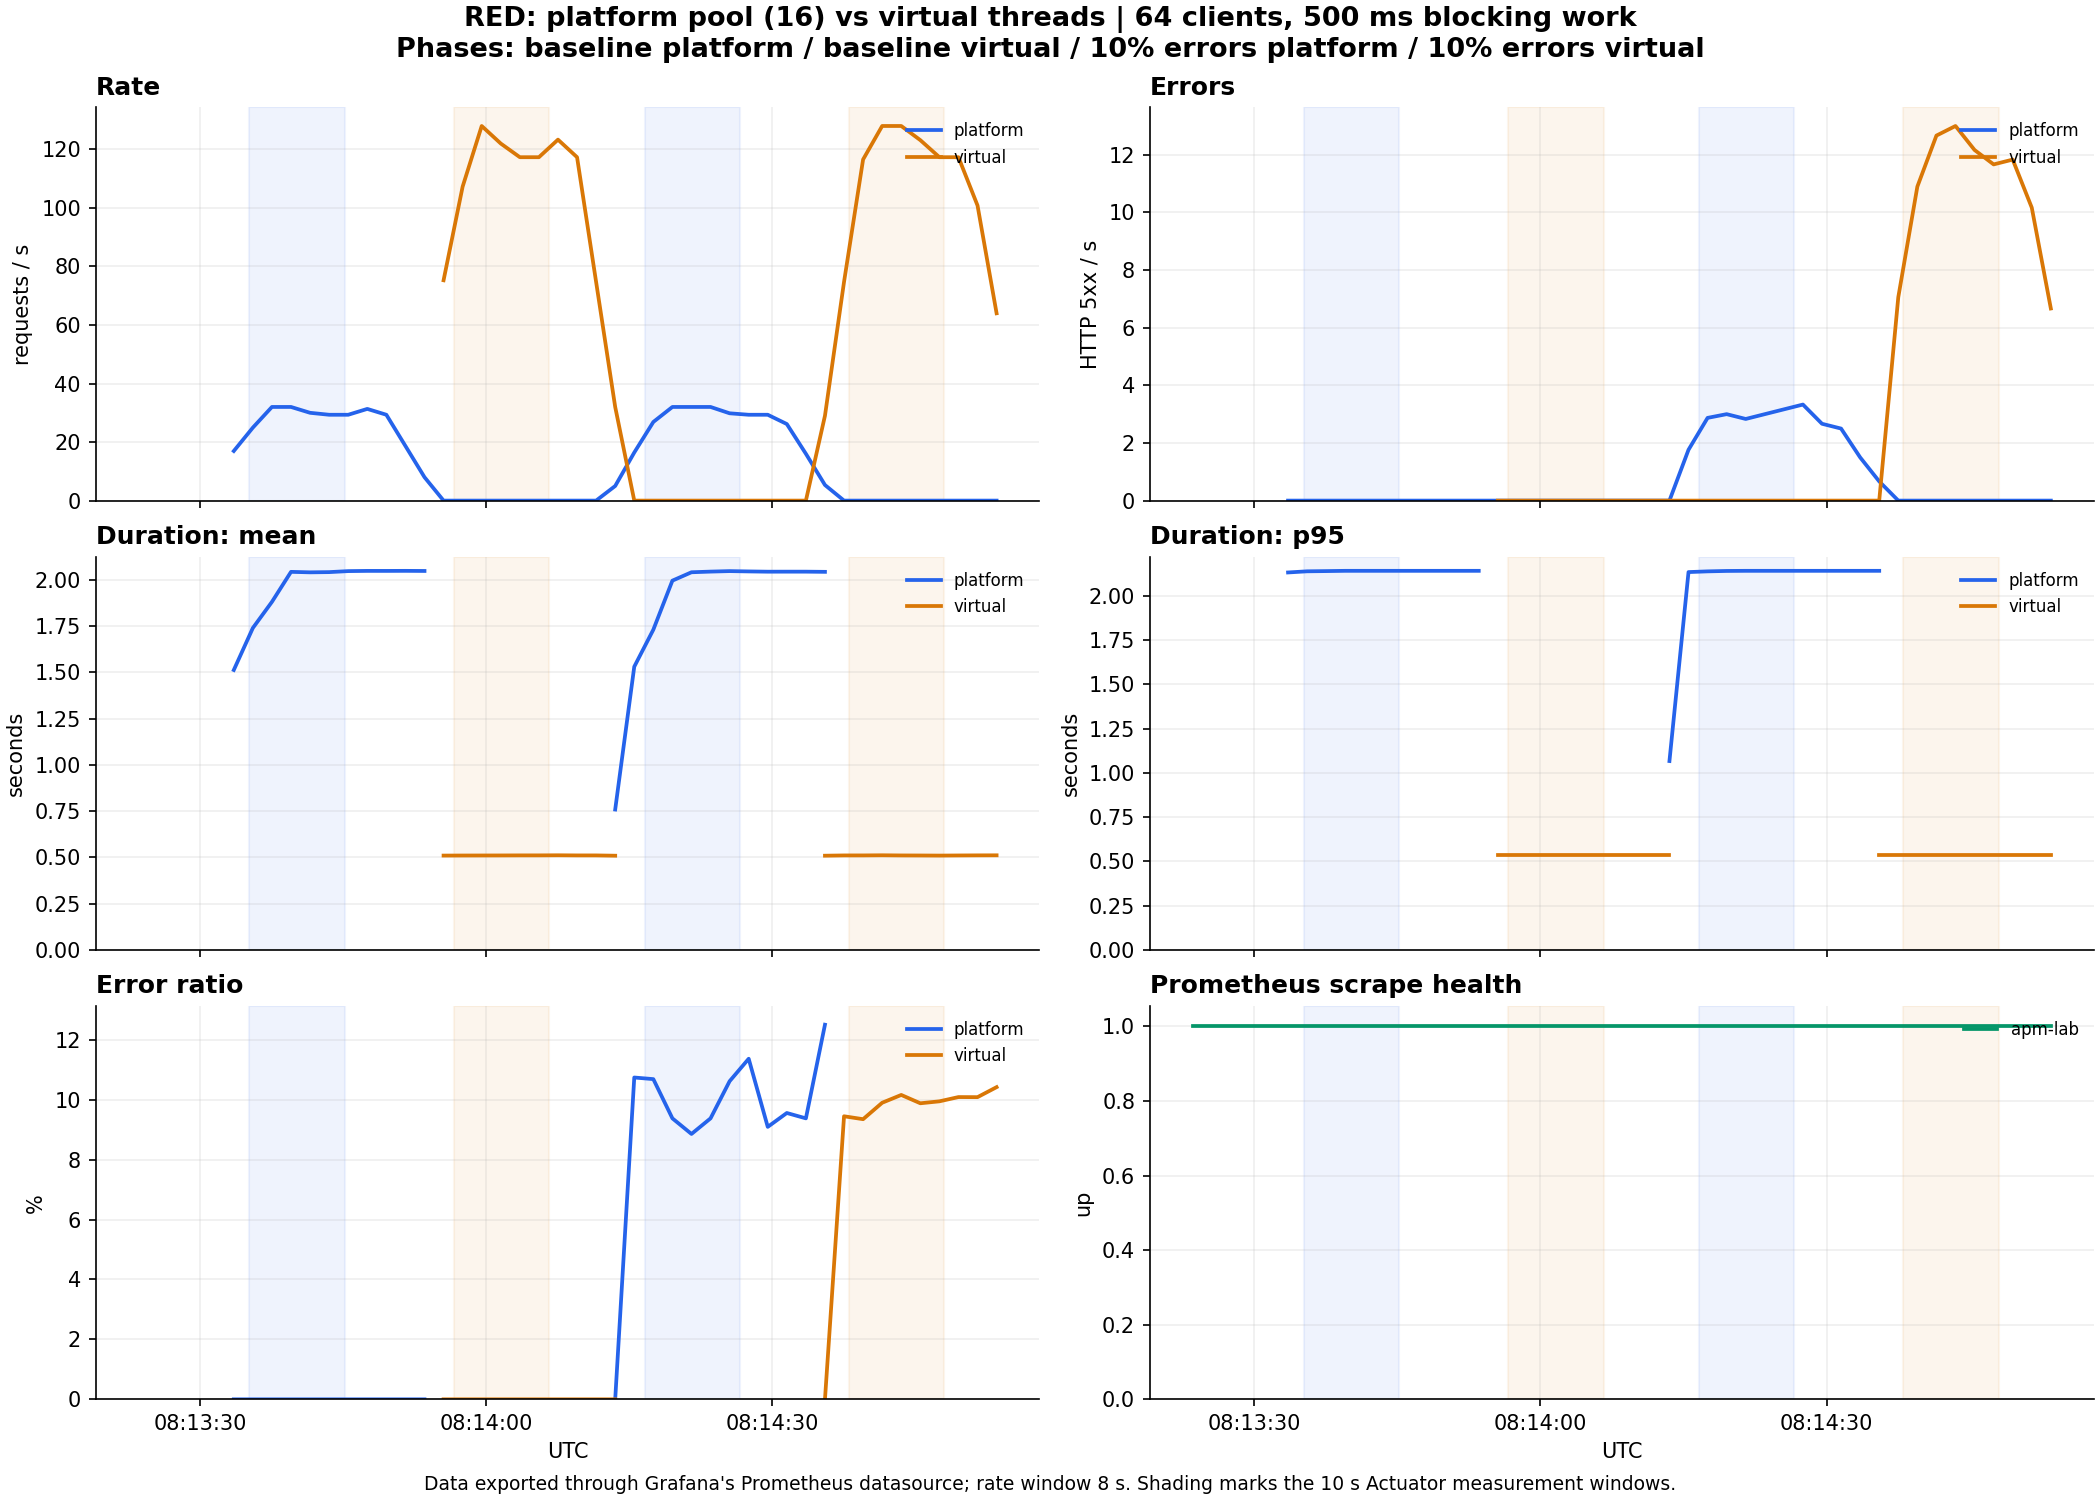 RED: platform pool (16) vs virtual threads | 64 clients, 500 ms blocking work
Phases: baseline platform / baseline virtual / 10% errors platform / 10% errors virtual
Rate
requests / s
120
100
80
60
40
20
0
platform
virtual
Errors
HTTP 5xx / s
12
10
8
6
4
2
0
platform
virtual
Duration: mean
seconds
2.00
1.75
1.50
1.25
1.00
0.75
0.50
0.25
0.00
platform
virtual
Duration: p95
seconds
2.00
1.75
1.50
1.25
1.00
0.75
0.50
0.25
0.00
platform
virtual
Error ratio
%
12
10
8
6
4
2
0
platform
virtual
08:13:30
08:14:00
08:14:30
UTC
Prometheus scrape health
up
1.0
0.8
0.6
0.4
0.2
0.0
apm-lab
08:13:30
08:14:00
08:14:30
UTC
Data exported through Grafana's Prometheus datasource; rate window 8 s. Shading marks the 10 s Actuator measurement windows.